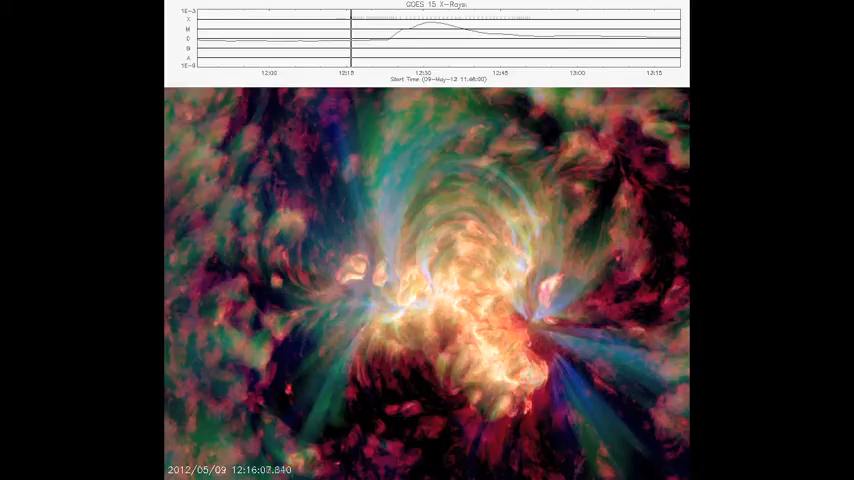 GOES 15 X-Rays:
1E-3
X
M
C
B
A
1E-8
12:00 12:15 12:30 12:45 13:00 13:15
Start Time (09-May-12 11:46:00)
2012/05/09 12:16:07.840